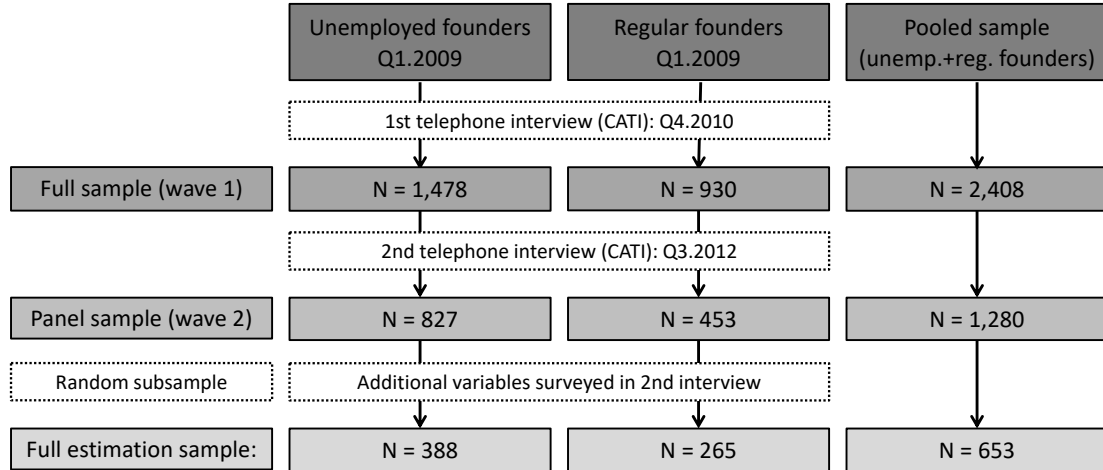 Unemployed founders
Q1.2009
Regular founders
Q1.2009
Pooled sample
(unemp.+reg. founders)
1st telephone interview (CATI): Q4.2010
Full sample (wave 1)
N = 1,478
N = 930
N = 2,408
2nd telephone interview (CATI): Q3.2012
Panel sample (wave 2)
N = 827
N = 453
N = 1,280
Random subsample
Additional variables surveyed in 2nd interview
Full estimation sample:
N = 388
N = 265
N = 653